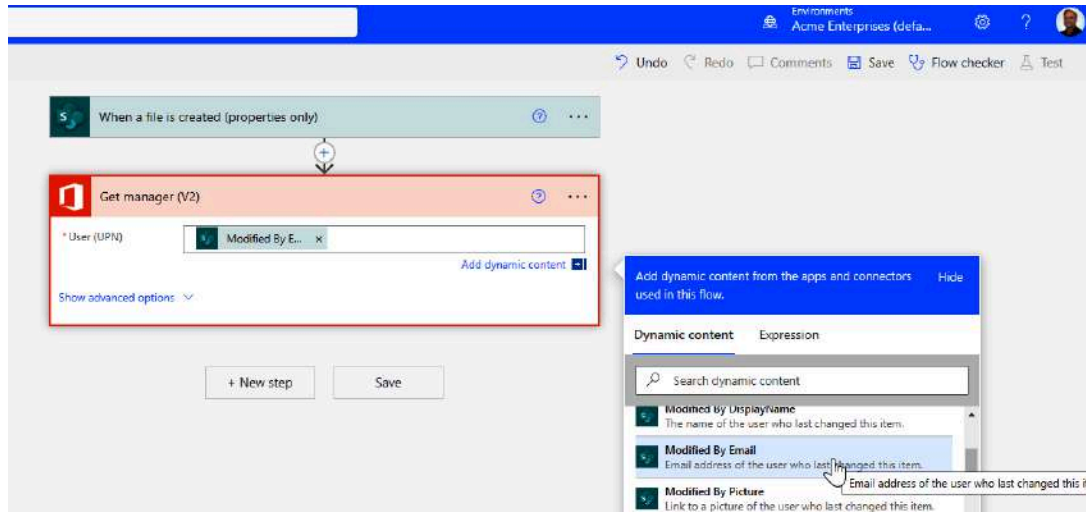 Environments
Acme Enterprises (defa...
?
Undo Redo Comments Save Flow checker Test
S When a file is created (properties only) ? ...
+
Get manager (V2) ? ...
* User (UPN) Modified By E... ×
Add dynamic content
Show advanced options
Add dynamic content from the apps and connectors Hide
used in this flow.
Dynamic content Expression
Search dynamic content
+ New step Save
Modified By DisplayName
The name of the user who last changed this item.
Modified By Email
Email address of the user who last changed this item.
Email address of the user who last changed this i
Modified By Picture
Link to a picture of the user who last changed this item.